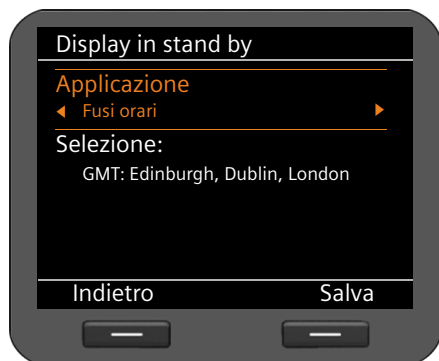 Display in stand by
Applicazione
Fusi orari
Selezione:
GMT: Edinburgh, Dublin, London
Indietro Salva